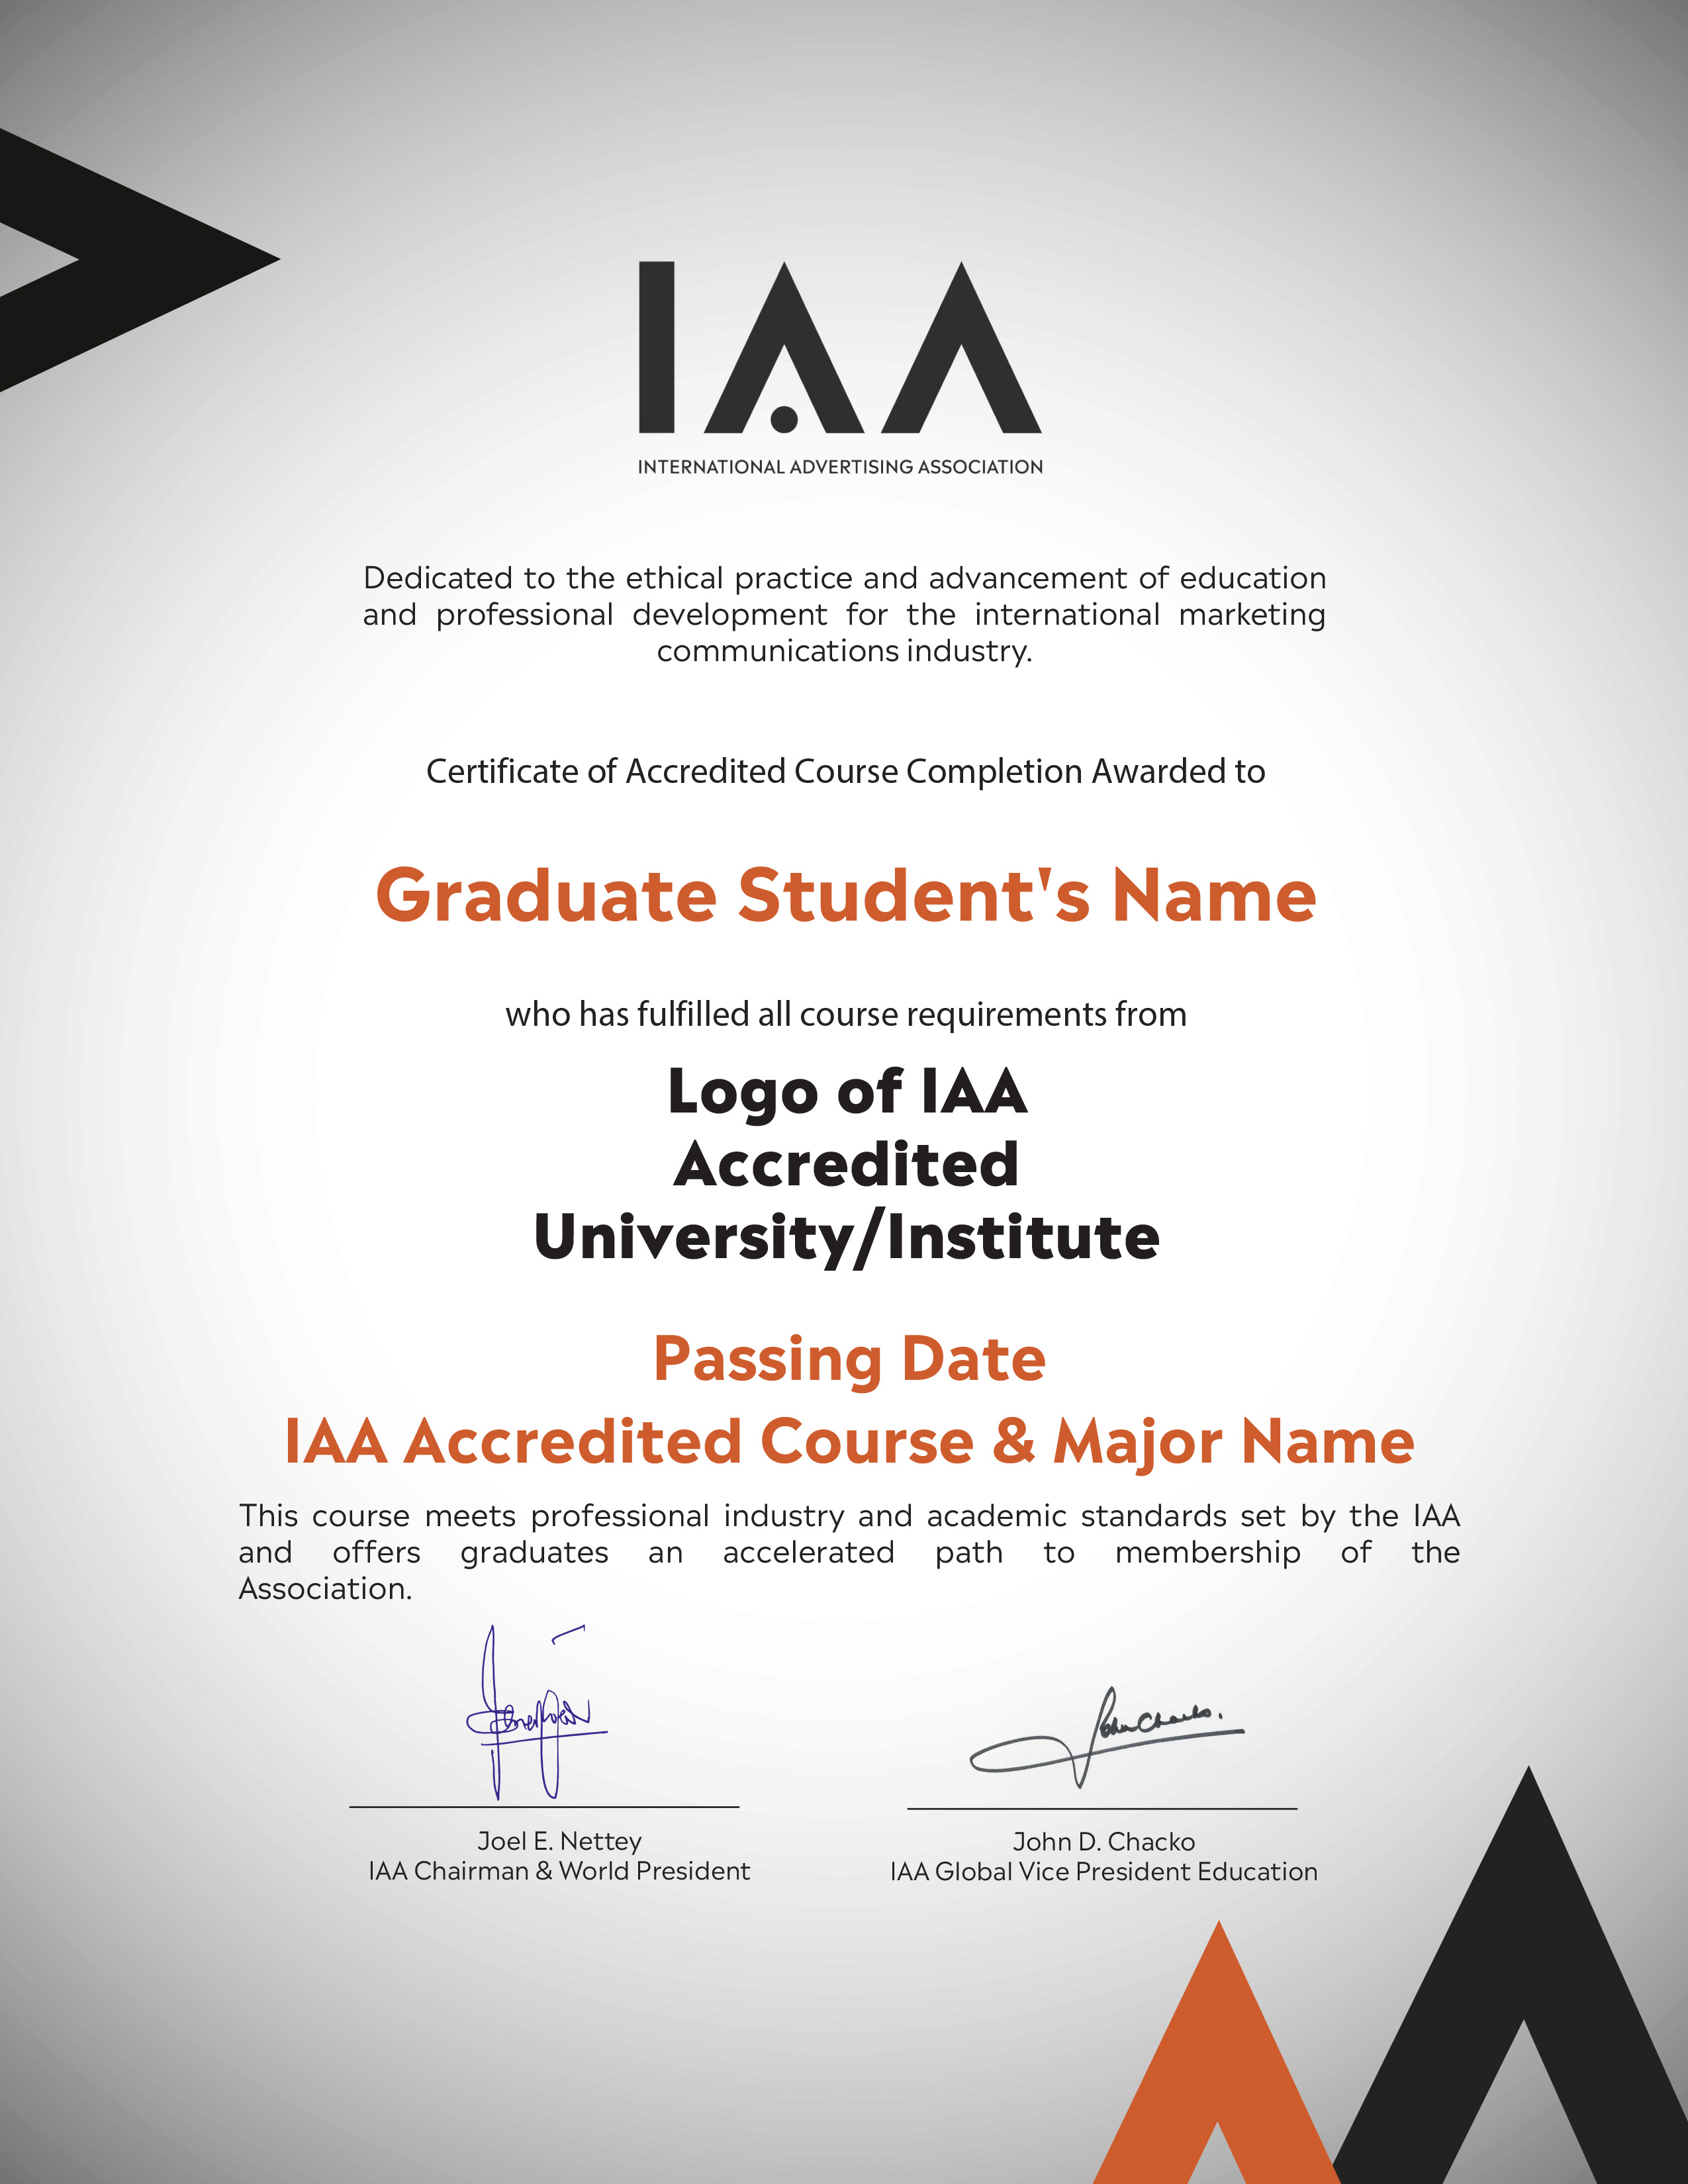 IAA
INTERNATIONAL ADVERTISING ASSOCIATION
Dedicated to the ethical practice and advancement of education
and professional development for the international marketing
communications industry.
Certificate of Accredited Course Completion Awarded to
Graduate Student's Name
who has fulfilled all course requirements from
Logo of IAA
Accredited
University/Institute
Passing Date
IAA Accredited Course & Major Name
This course meets professional industry and academic standards set by the IAA
and offers graduates an accelerated path to membership of the
Association.
John Chacko.
Joel E. Nettey
IAA Chairman & World President
John D. Chacko
IAA Global Vice President Education